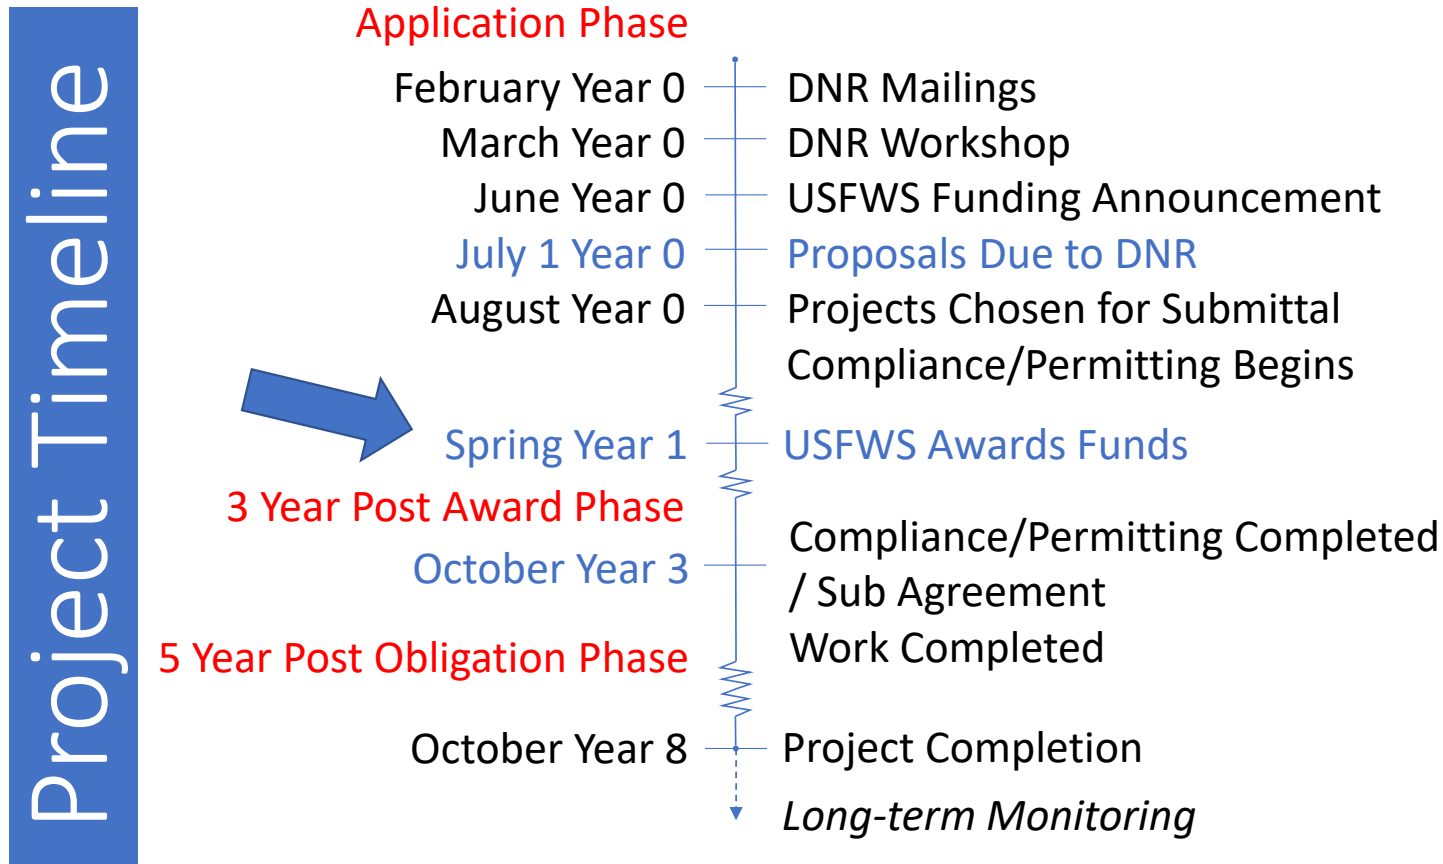 Project Timeline
Application Phase
February Year 0 DNR Mailings
March Year 0 DNR Workshop
June Year 0 USFWS Funding Announcement
July 1 Year 0 Proposals Due to DNR
August Year 0 Projects Chosen for Submittal
Compliance/Permitting Begins
Spring Year 1 USFWS Awards Funds
3 Year Post Award Phase
October Year 3 Compliance/Permitting Completed
/ Sub Agreement
Work Completed
5 Year Post Obligation Phase
October Year 8 Project Completion
Long-term Monitoring